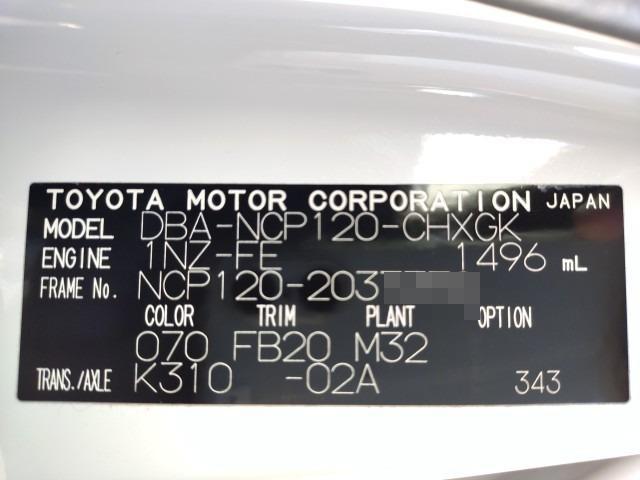 TOYOTA MOTOR CORPORATION JAPAN
MODEL DBA-NCP120-CHXGK
ENGINE 1NZ-FE 1496 mL
FRAME No. NCP120-203
COLOR TRIM PLANT OPTION
070 FB20 M32
TRANS./AXLE K310 -02A 343